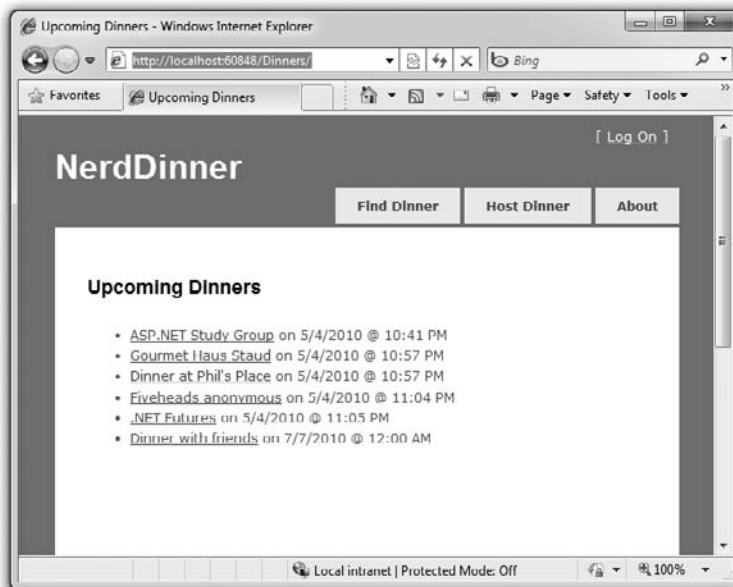 Upcoming Dinners - Windows Internet Explorer
http://localhost:60848/Dinners/
Bing
Favorites
Upcoming Dinners
Page
Safety
Tools
»
[ Log On ]
NerdDinner
Find Dinner
Host Dinner
About
Upcoming Dinners
• ASP.NET Study Group on 5/4/2010 @ 10:41 PM
• Gourmet Haus Staud on 5/4/2010 @ 10:57 PM
• Dinner at Phil's Place on 5/4/2010 @ 10:57 PM
• Fiveheads anonymous on 5/4/2010 @ 11:04 PM
• .NET Futures on 5/4/2010 @ 11:05 PM
• Dinner with friends on 7/7/2010 @ 12:00 AM
Local intranet | Protected Mode: Off
100%